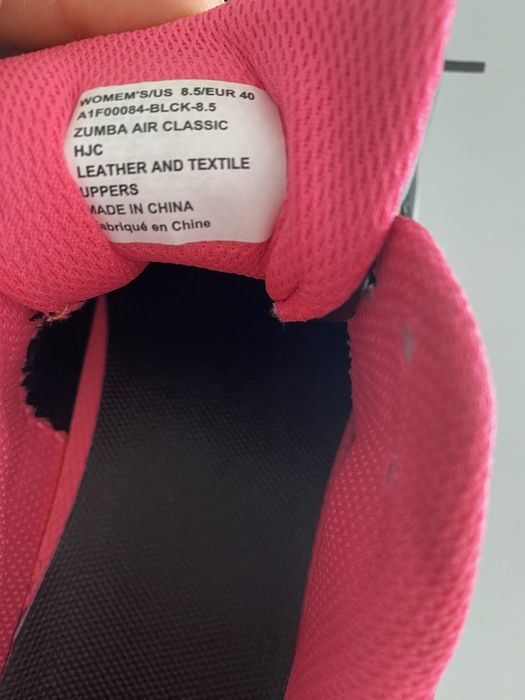 WOMEM'S/US 8.5/EUR 40
A1F00084-BLCK-8.5
ZUMBA AIR CLASSIC
HJC
LEATHER AND TEXTILE
UPPERS
MADE IN CHINA
Fabriqué en Chine